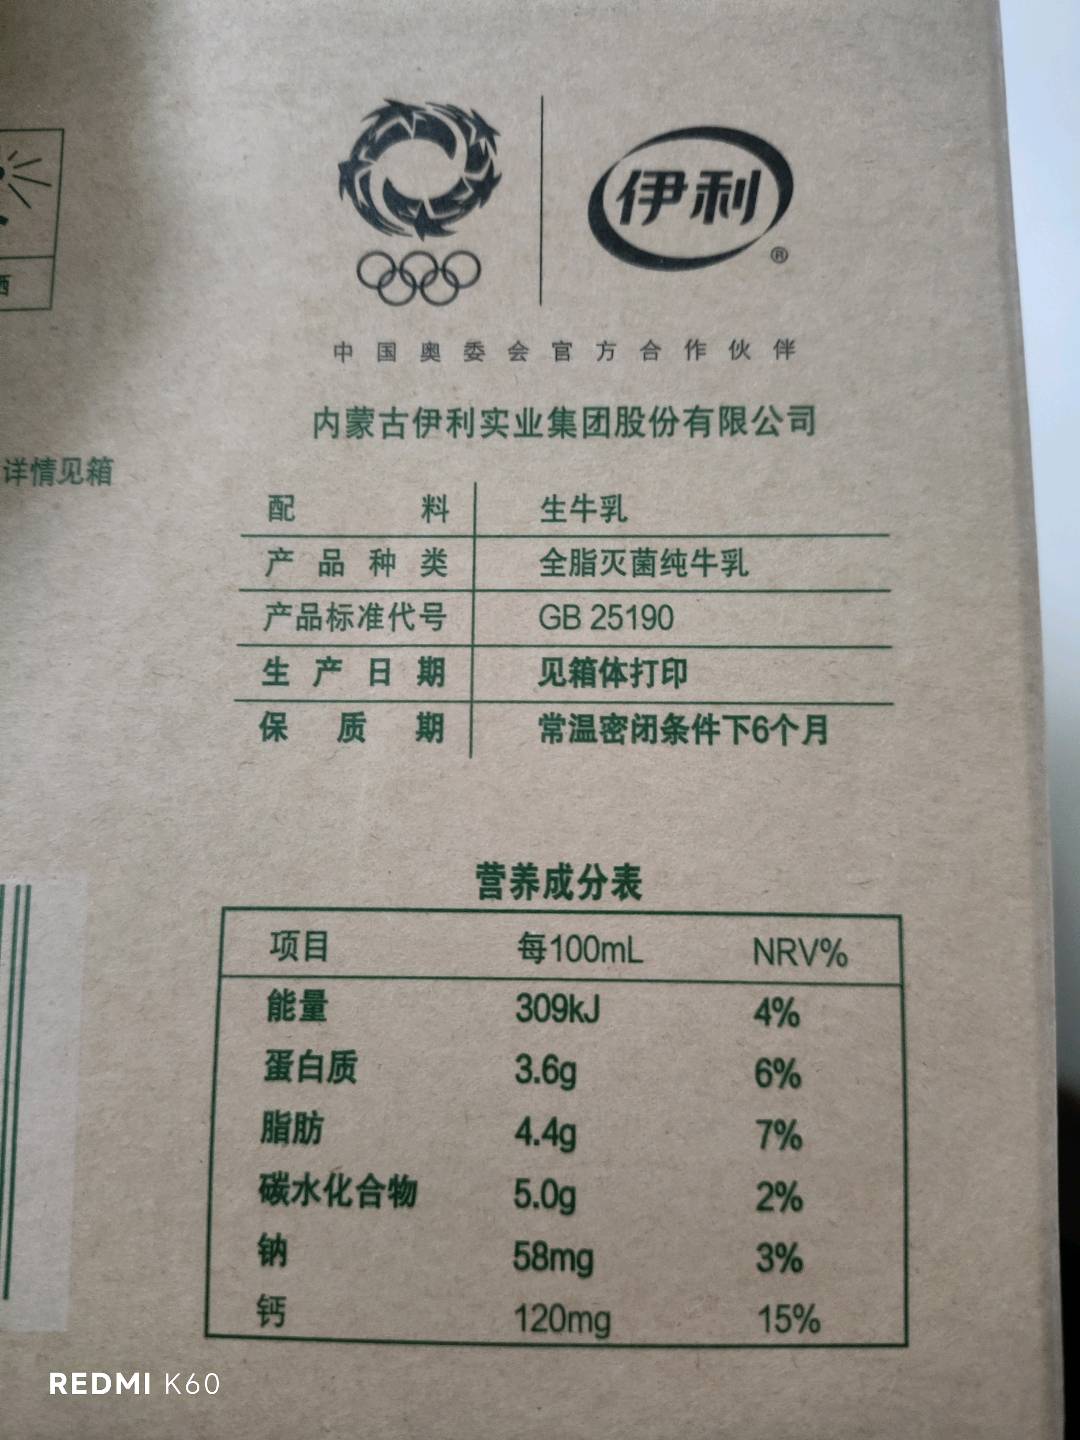 伊利
®
中国奥委会官方合作伙伴
内蒙古伊利实业集团股份有限公司
详情见箱
配料 生牛乳
产品种类 全脂灭菌纯牛乳
产品标准代号 GB 25190
生产日期 见箱体打印
保质期 常温密闭条件下6个月
营养成分表
项目 每100mL NRV%
能量 309kJ 4%
蛋白质 3.6g 6%
脂肪 4.4g 7%
碳水化合物 5.0g 2%
钠 58mg 3%
钙 120mg 15%
REDMI K60